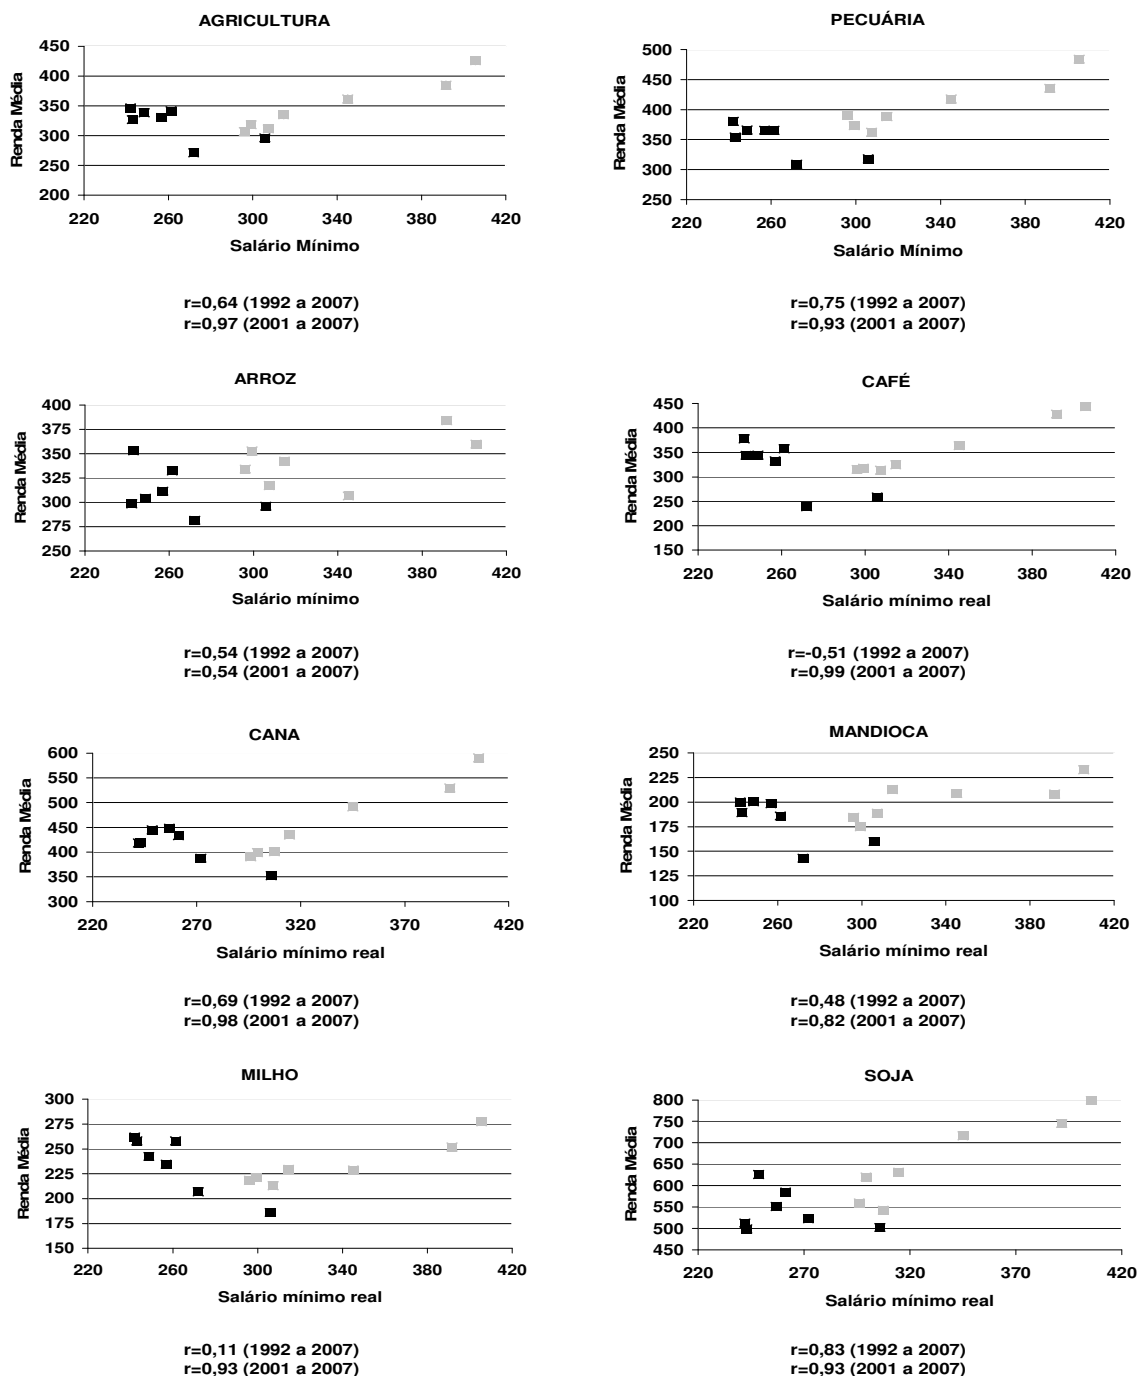 AGRICULTURA
Renda Média
450
400
350
300
250
200
220 260 300 340 380 420
Salário Mínimo
r=0,64 (1992 a 2007)
r=0,97 (2001 a 2007)
PECUÁRIA
Renda Média
500
450
400
350
300
250
220 260 300 340 380 420
Salário Mínimo
r=0,75 (1992 a 2007)
r=0,93 (2001 a 2007)
ARROZ
Renda Média
400
375
350
325
300
275
250
220 260 300 340 380 420
Salário mínimo
r=0,54 (1992 a 2007)
r=0,54 (2001 a 2007)
CAFÉ
Renda Média
450
400
350
300
250
200
150
220 260 300 340 380 420
Salário mínimo real
r=-0,51 (1992 a 2007)
r=0,99 (2001 a 2007)
CANA
Renda Média
600
550
500
450
400
350
300
220 270 320 370 420
Salário mínimo real
r=0,69 (1992 a 2007)
r=0,98 (2001 a 2007)
MANDIOCA
Renda Média
250
225
200
175
150
125
100
220 260 300 340 380 420
Salário mínimo real
r=0,48 (1992 a 2007)
r=0,82 (2001 a 2007)
MILHO
Renda Média
300
275
250
225
200
175
150
220 260 300 340 380 420
Salário mínimo real
r=0,11 (1992 a 2007)
r=0,93 (2001 a 2007)
SOJA
Renda Média
800
750
700
650
600
550
500
450
220 270 320 370 420
Salário mínimo real
r=0,83 (1992 a 2007)
r=0,93 (2001 a 2007)